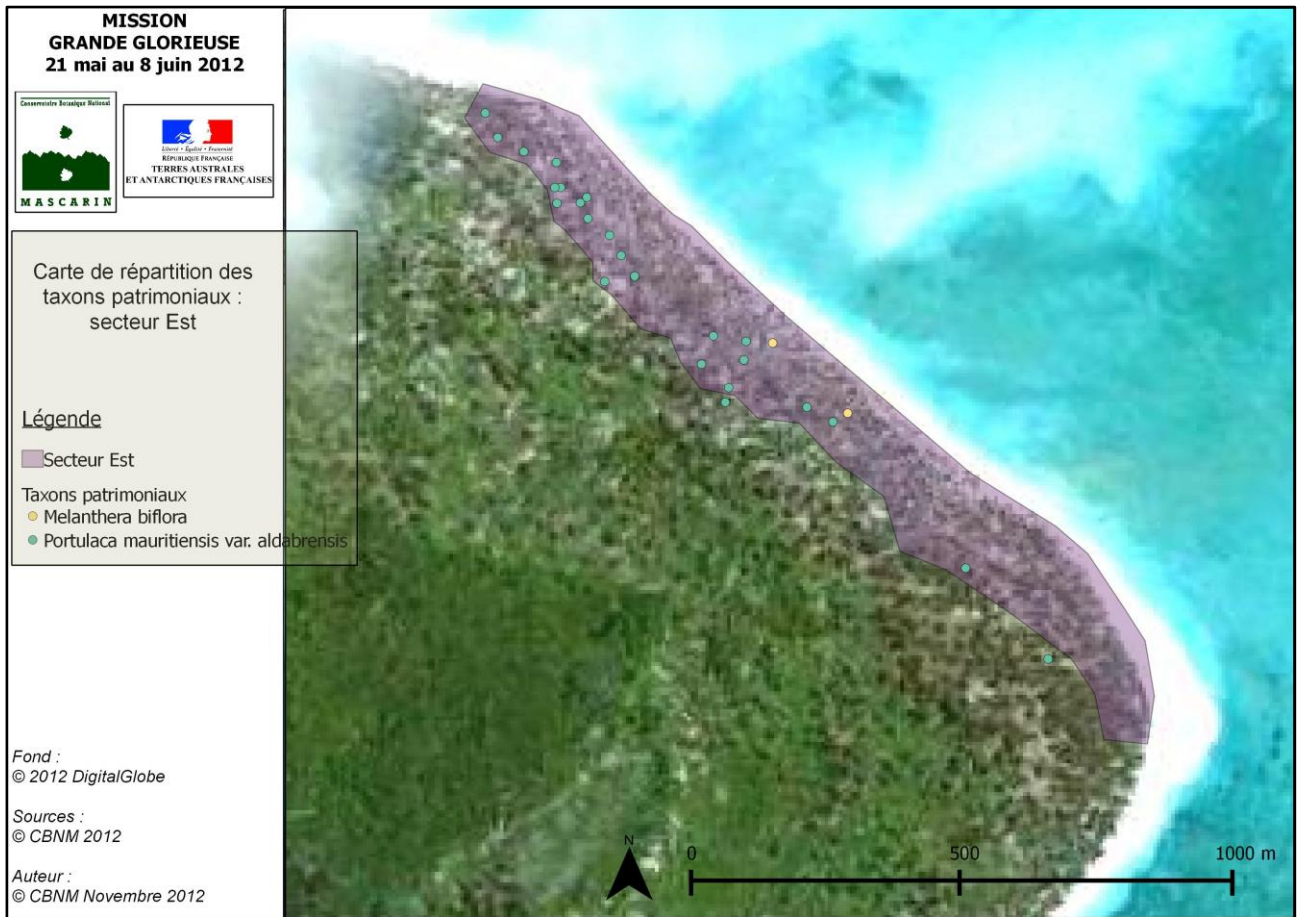 MISSION
GRANDE GLORIEUSE
21 mai au 8 juin 2012
Conservatoire Botanique National
MASCARIN
Liberté • Égalité • Fraternité
RÉPUBLIQUE FRANÇAISE
TERRES AUSTRALES
ET ANTARCTIQUES FRANÇAISES
Carte de répartition des
taxons patrimoniaux :
secteur Est
Légende
Secteur Est
Taxons patrimoniaux
Melanthera biflora
Portulaca mauritiensis var. aldabrensis
Fond :
© 2012 DigitalGlobe
Sources :
© CBNM 2012
Auteur :
© CBNM Novembre 2012
N
0 500 1000 m